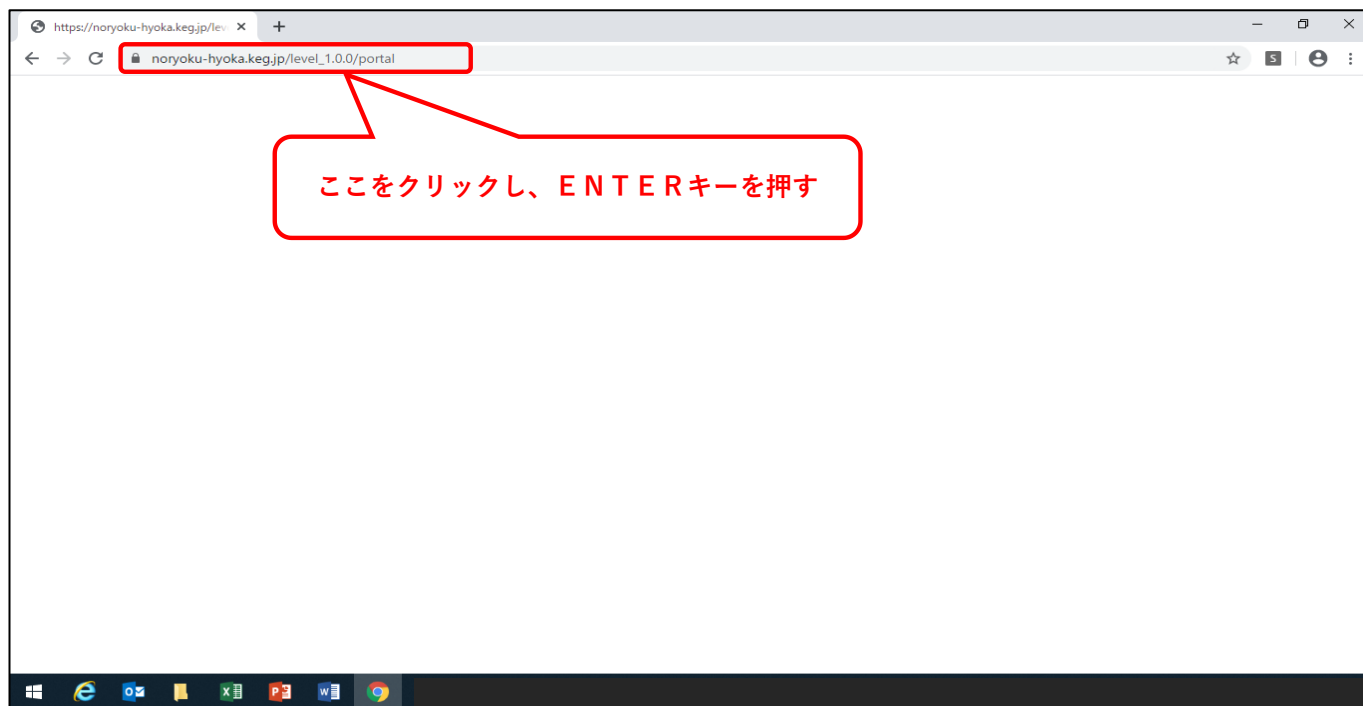 https://noryoku-hyoka.keg.jp/lev
noryoku-hyoka.keg.jp/level_1.0.0/portal
S
ここをクリックし、ＥＮＴＥＲキーを押す